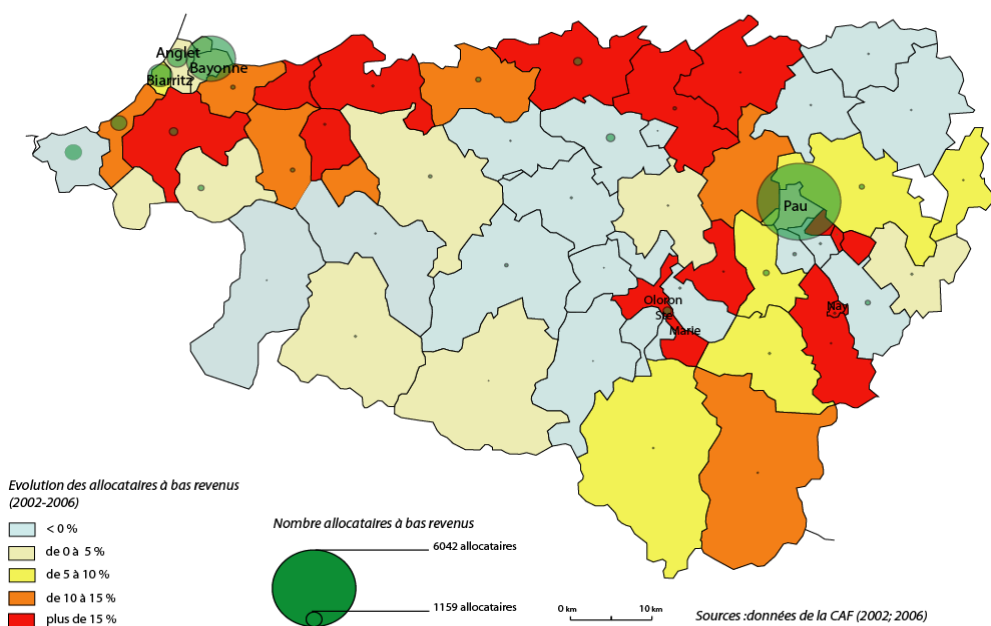 Anglet
Bayonne
Biarritz
Pau
Oloron
Ste
Marie
Nay
Evolution des allocataires à bas revenus
(2002-2006)
< 0 %
de 0 à 5 %
de 5 à 10 %
de 10 à 15 %
plus de 15 %
Nombre allocataires à bas revenus
6042 allocataires
1159 allocataires
0 km 10 km
Sources :données de la CAF (2002; 2006)